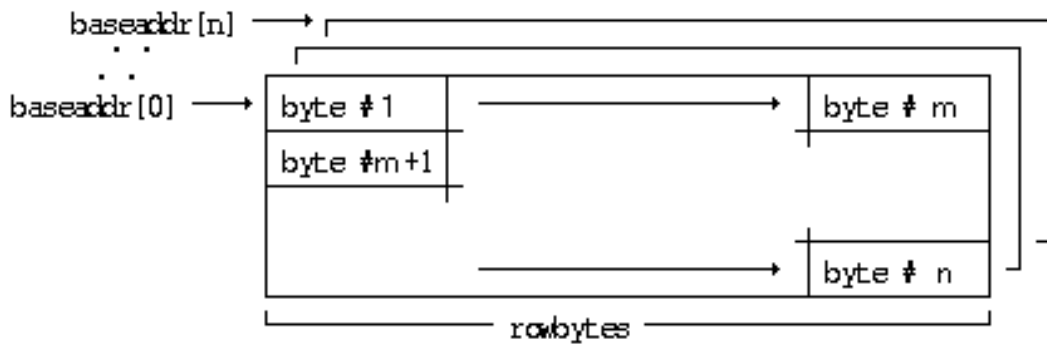 baseaddr[n]
. .
. .
baseaddr[0] byte #1 byte # m
byte #m+1
byte # n
rowbytes